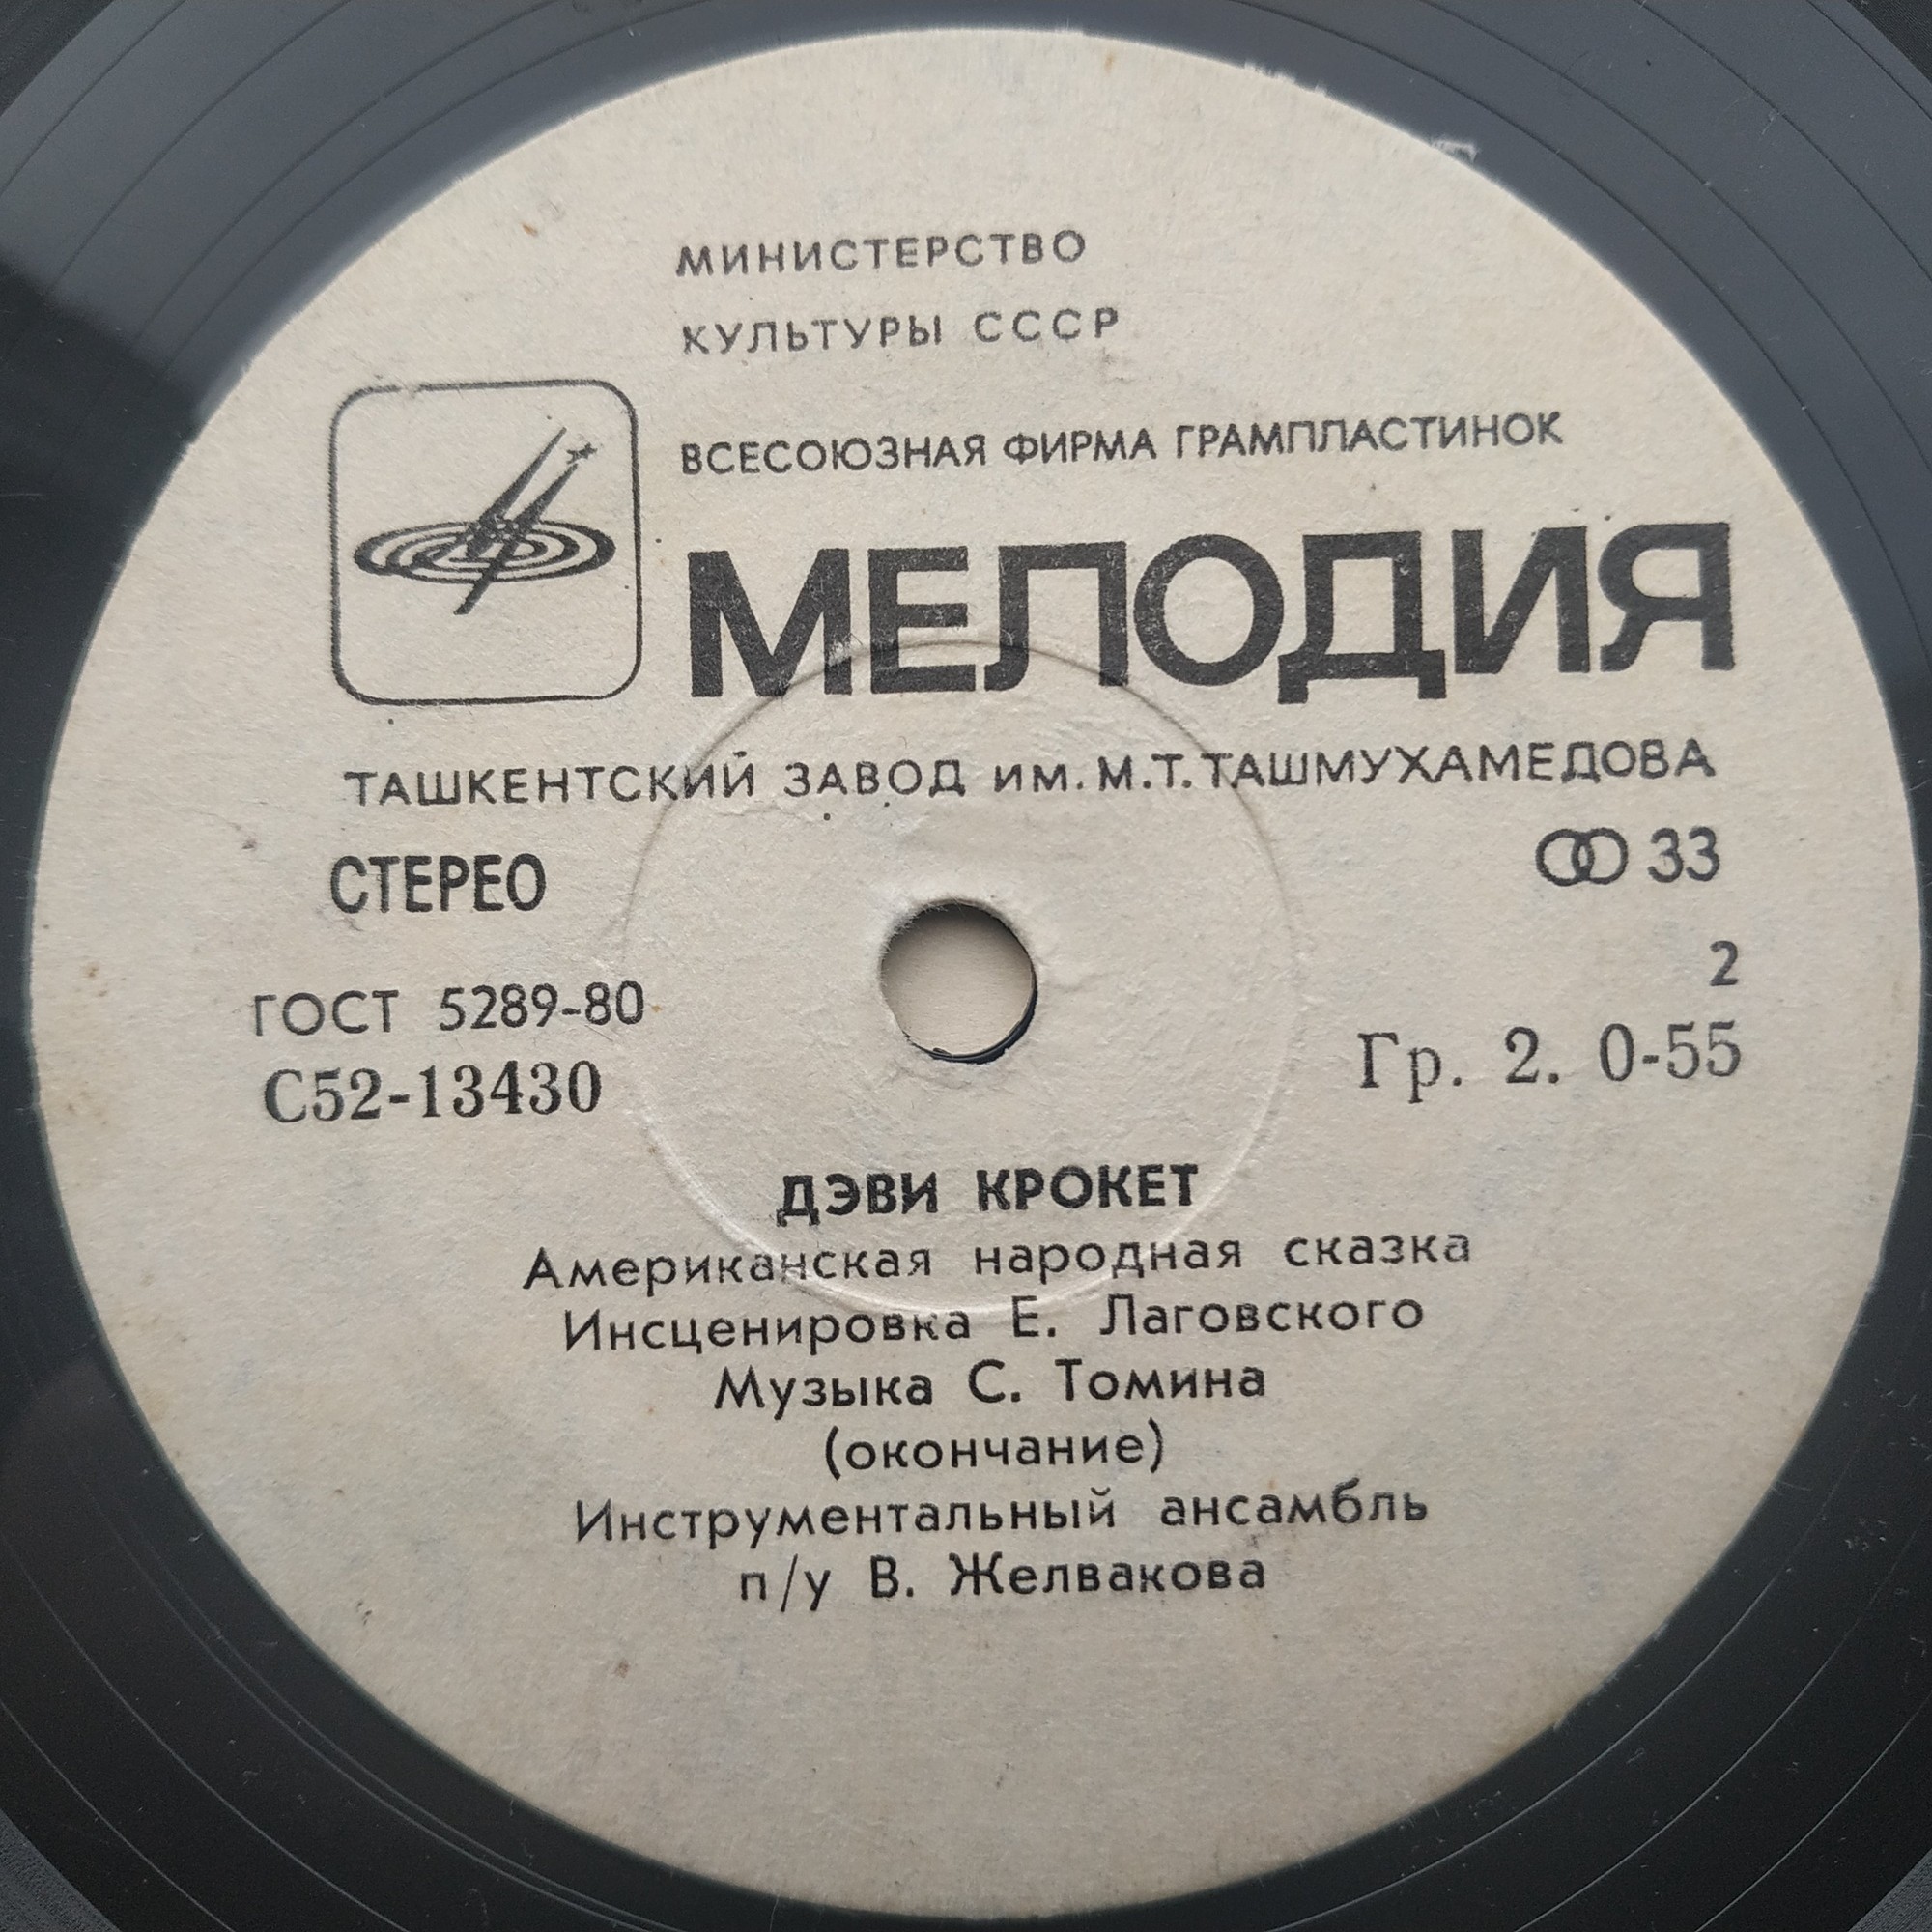 МИНИСТЕРСТВО
КУЛЬТУРЫ СССР
ВСЕСОЮЗНАЯ ФИРМА ГРАМПЛАСТИНОК
МЕЛОДИЯ
ТАШКЕНТСКИЙ ЗАВОД ИМ. М.Т. ТАШМУХАМЕДОВА
СТЕРЕО 33
2
ГОСТ 5289-80 Гр. 2. 0-55
С52-13430
ДЭВИ КРОКЕТ
Американская народная сказка
Инсценировка Е. Лаговского
Музыка С. Томина
(окончание)
Инструментальный ансамбль
п/у В. Желвакова